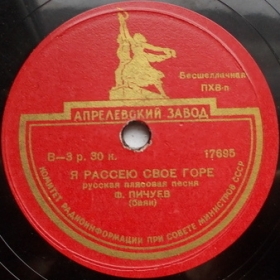 Бесшеллачная
ПХВ-п
АПРЕЛЕВСКИЙ ЗАВОД
В—3 р. 30 к.
17695
Я РАССЕЮ СВОЕ ГОРЕ
русская плясовая песня
Ф. ПИЧУЕВ
(баян)
КОМИТЕТ РАДИОИНФОРМАЦИИ ПРИ СОВЕТЕ МИНИСТРОВ СССР